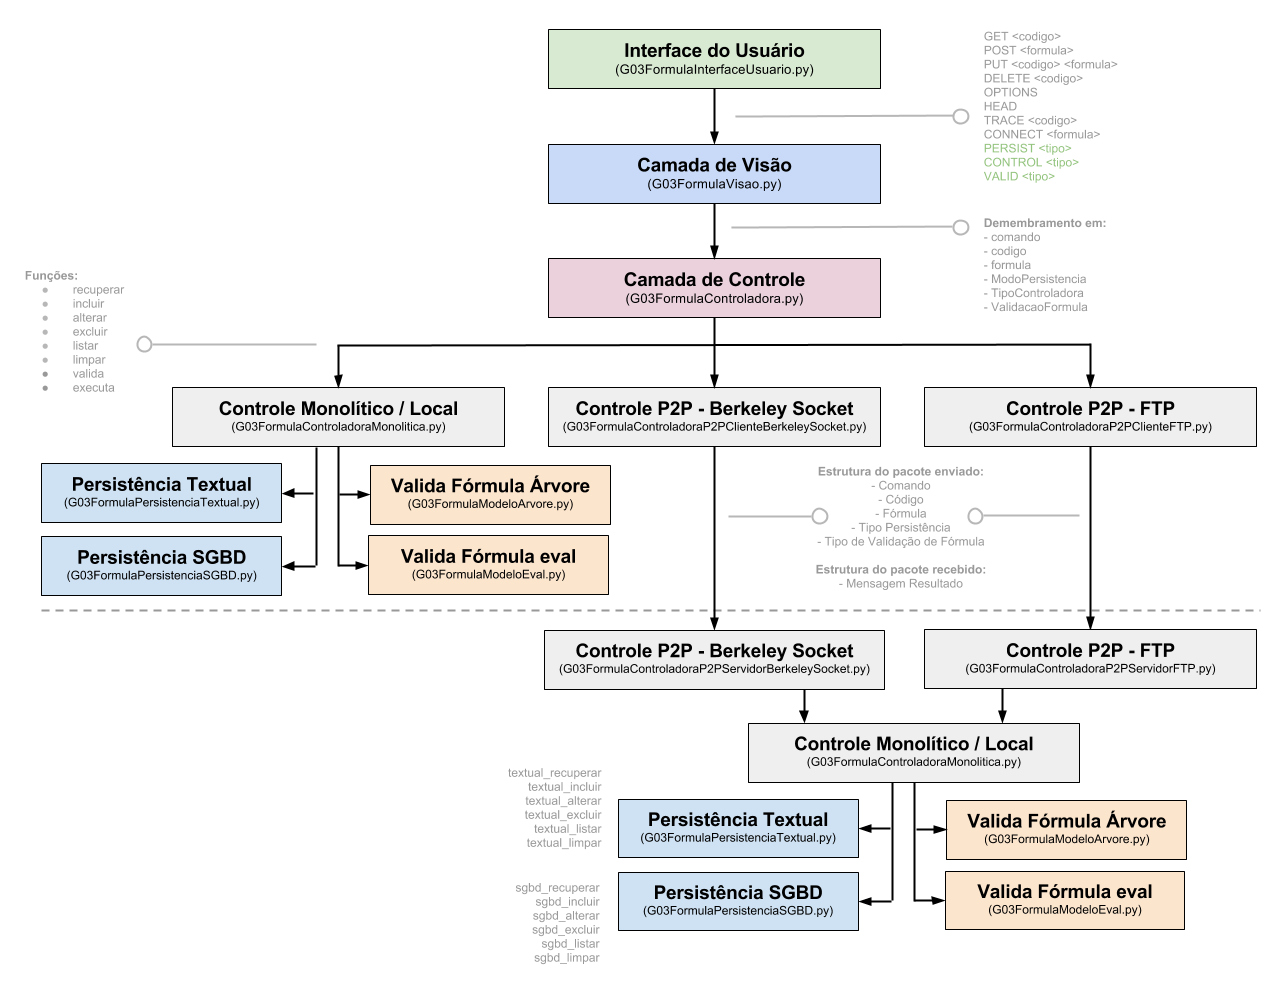 Interface do Usuário
(G03FormulaInterfaceUsuario.py)
GET <codigo>
POST <formula>
PUT <codigo> <formula>
DELETE <codigo>
OPTIONS
HEAD
TRACE <codigo>
CONNECT <formula>
PERSIST <tipo>
CONTROL <tipo>
VALID <tipo>
Camada de Visão
(G03FormulaVisao.py)
Demembramento em:
- comando
- codigo
- formula
- ModoPersistencia
- TipoControladora
- ValidacaoFormula
Camada de Controle
(G03FormulaControladora.py)
Funções:
● recuperar
● incluir
● alterar
● excluir
● listar
● limpar
● valida
● executa
Controle Monolítico / Local
(G03FormulaControladoraMonolitica.py)
Controle P2P - Berkeley Socket
(G03FormulaControladoraP2PClienteBerkeleySocket.py)
Controle P2P - FTP
(G03FormulaControladoraP2PClienteFTP.py)
Persistência Textual
(G03FormulaPersistenciaTextual.py)
Valida Fórmula Árvore
(G03FormulaModeloArvore.py)
Persistência SGBD
(G03FormulaPersistenciaSGBD.py)
Valida Fórmula eval
(G03FormulaModeloEval.py)
Estrutura do pacote enviado:
- Comando
- Código
- Fórmula
- Tipo Persistência
- Tipo de Validação de Fórmula
Estrutura do pacote recebido:
- Mensagem Resultado
Controle P2P - Berkeley Socket
(G03FormulaControladoraP2PServidorBerkeleySocket.py)
Controle P2P - FTP
(G03FormulaControladoraP2PServidorFTP.py)
Controle Monolítico / Local
(G03FormulaControladoraMonolitica.py)
textual_recuperar
textual_incluir
textual_alterar
textual_excluir
textual_listar
textual_limpar
Persistência Textual
(G03FormulaPersistenciaTextual.py)
Valida Fórmula Árvore
(G03FormulaModeloArvore.py)
sgbd_recuperar
sgbd_incluir
sgbd_alterar
sgbd_excluir
sgbd_listar
sgbd_limpar
Persistência SGBD
(G03FormulaPersistenciaSGBD.py)
Valida Fórmula eval
(G03FormulaModeloEval.py)